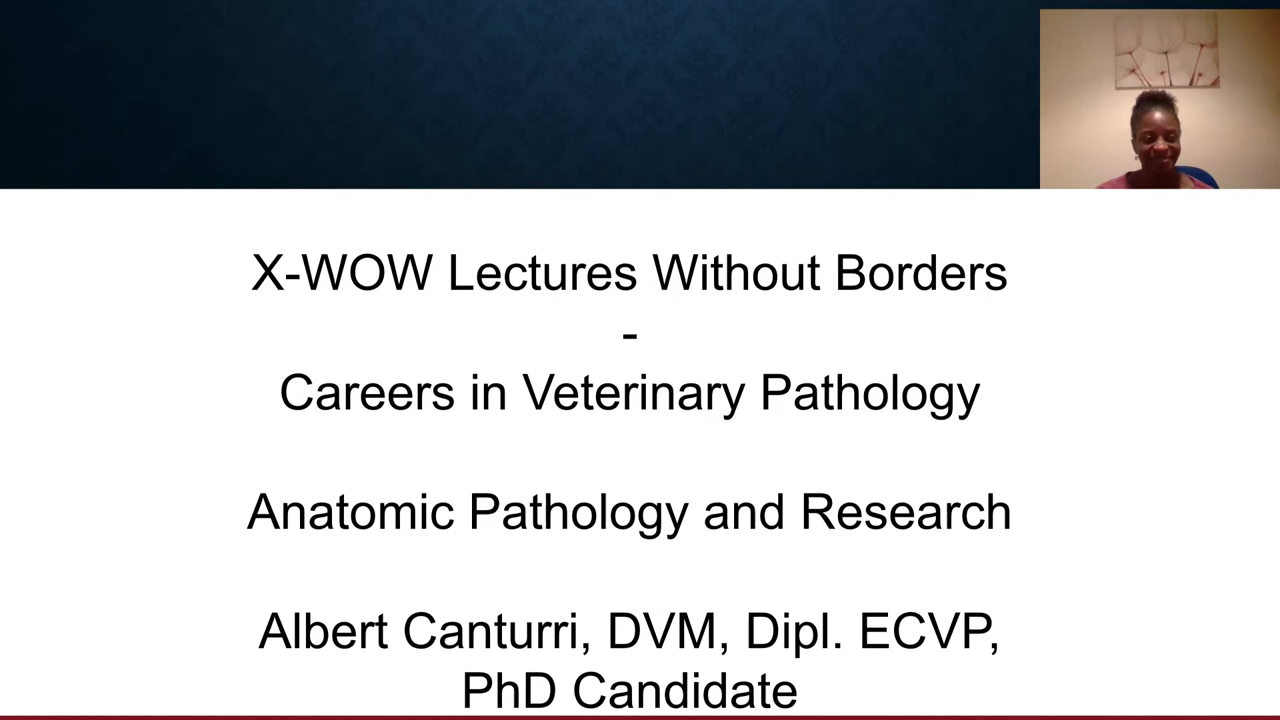 X-WOW Lectures Without Borders
-
Careers in Veterinary Pathology
Anatomic Pathology and Research
Albert Canturri, DVM, Dipl. ECVP,
PhD Candidate